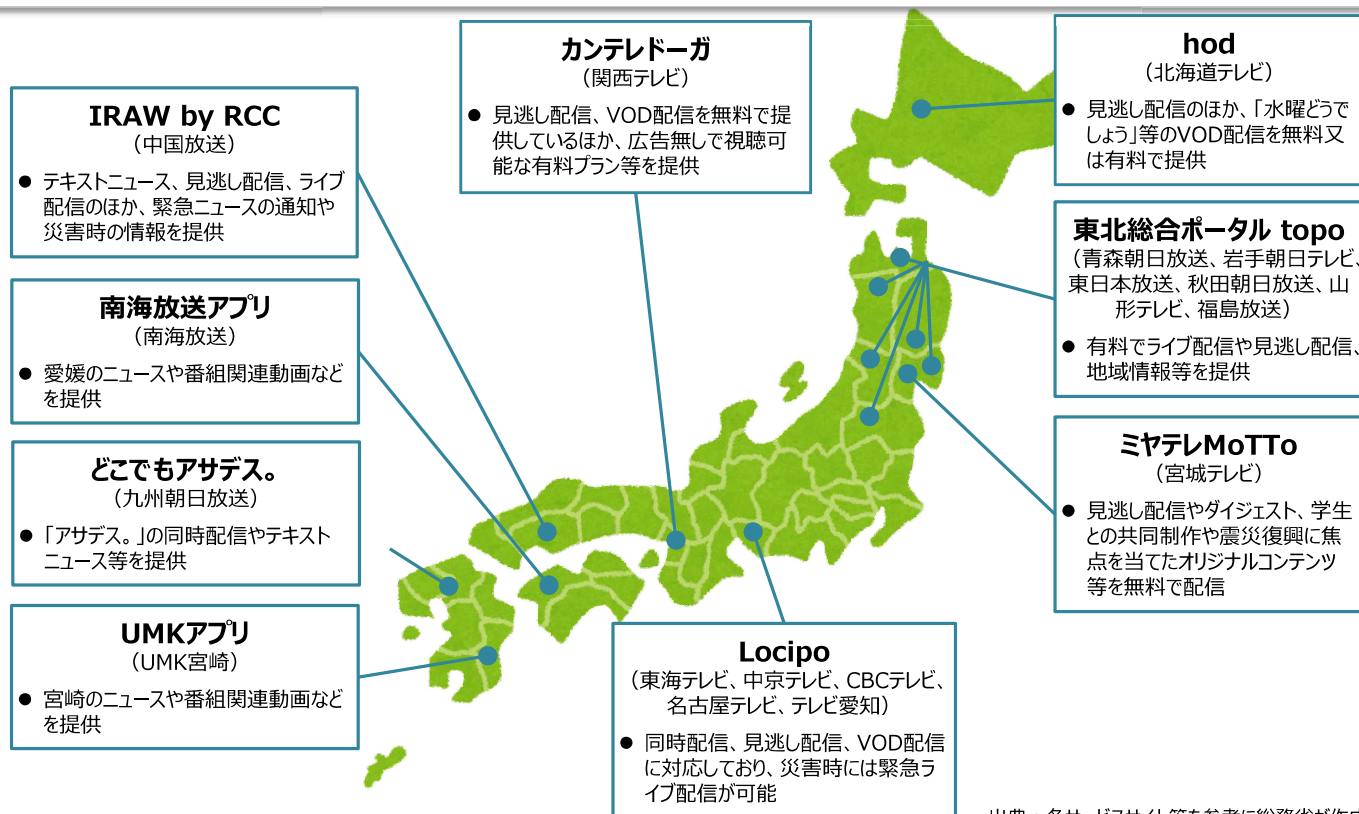 カンテレドーガ
（関西テレビ）
● 見逃し配信、VOD配信を無料で提
供しているほか、広告無しで視聴可
能な有料プラン等を提供
hod
（北海道テレビ）
● 見逃し配信のほか、「水曜どうで
しょう」等のVOD配信を無料又
は有料で提供
IRAW by RCC
（中国放送）
● テキストニュース、見逃し配信、ライブ
配信のほか、緊急ニュースの通知や
災害時の情報を提供
東北総合ポータル topo
（青森朝日放送、岩手朝日テレビ、
東日本放送、秋田朝日放送、山
形テレビ、福島放送）
● 有料でライブ配信や見逃し配信、
地域情報等を提供
南海放送アプリ
（南海放送）
● 愛媛のニュースや番組関連動画など
を提供
ミヤテレMoTTo
（宮城テレビ）
● 見逃し配信やダイジェスト、学生
との共同制作や震災復興に焦
点を当てたオリジナルコンテンツ
等を無料で配信
どこでもアサデス。
（九州朝日放送）
● 「アサデス。」の同時配信やテキスト
ニュース等を提供
UMKアプリ
（UMK宮崎）
● 宮崎のニュースや番組関連動画など
を提供
Locipo
（東海テレビ、中京テレビ、CBCテレビ、
名古屋テレビ、テレビ愛知）
● 同時配信、見逃し配信、VOD配信
に対応しており、災害時には緊急ラ
イブ配信が可能